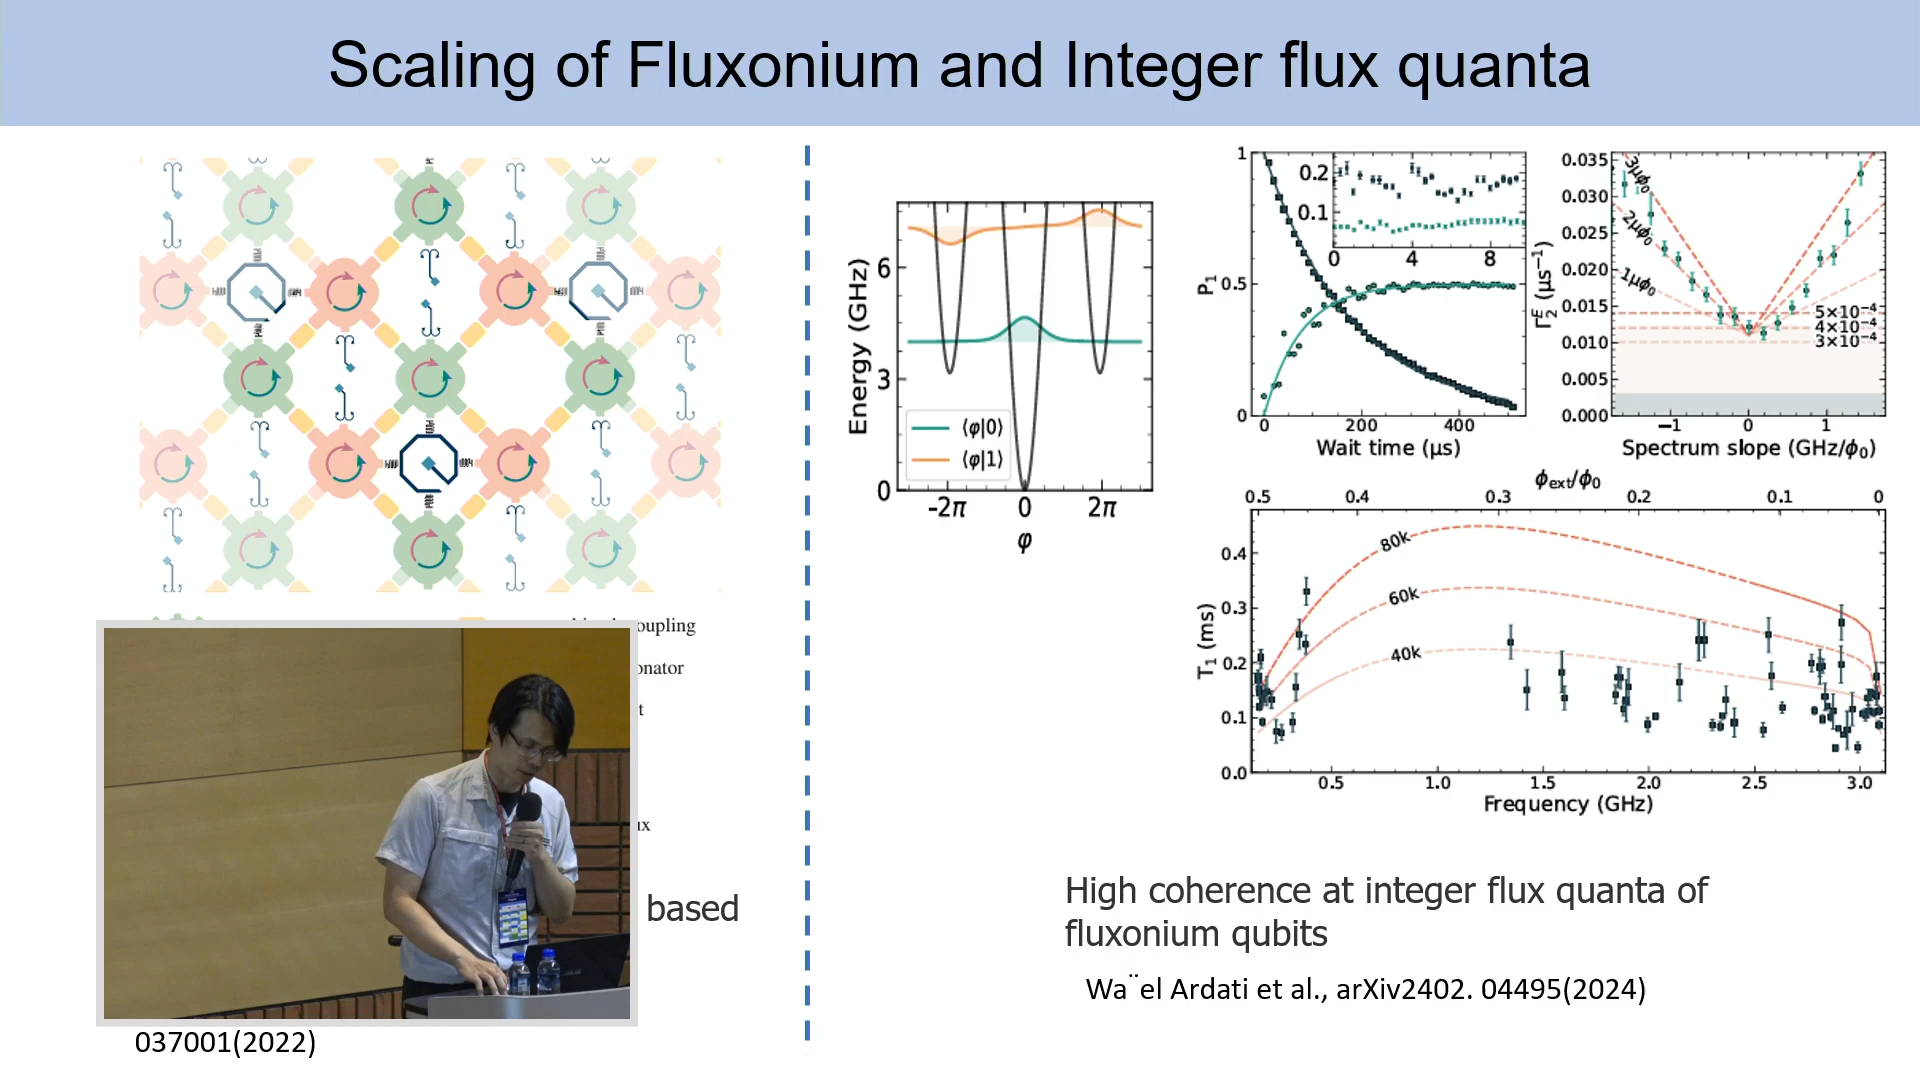 Scaling of Fluxonium and Integer flux quanta
oupling
onator
t
ux
based
037001(2022)
Energy (GHz)
6
3
0
⟨φ|0⟩
⟨φ|1⟩
-2π 0 2π
φ
P₁
1
0.5
0
0.2
0.1
0 4 8
0 200 400
Wait time (μs)
Γ₂ᴱ (μs⁻¹)
0.035
0.030
0.025
0.020
0.015
0.010
0.005
0.000
3μϕ₀
2μϕ₀
1μϕ₀
5×10⁻⁴
4×10⁻⁴
3×10⁻⁴
−1 0 1
Spectrum slope (GHz/ϕ₀)
ϕext/ϕ₀
0.5 0.4 0.3 0.2 0.1 0
T₁ (ms)
0.4
0.3
0.2
0.1
0.0
80k
60k
40k
0.5 1.0 1.5 2.0 2.5 3.0
Frequency (GHz)
High coherence at integer flux quanta of
fluxonium qubits
Wa¨el Ardati et al., arXiv2402. 04495(2024)